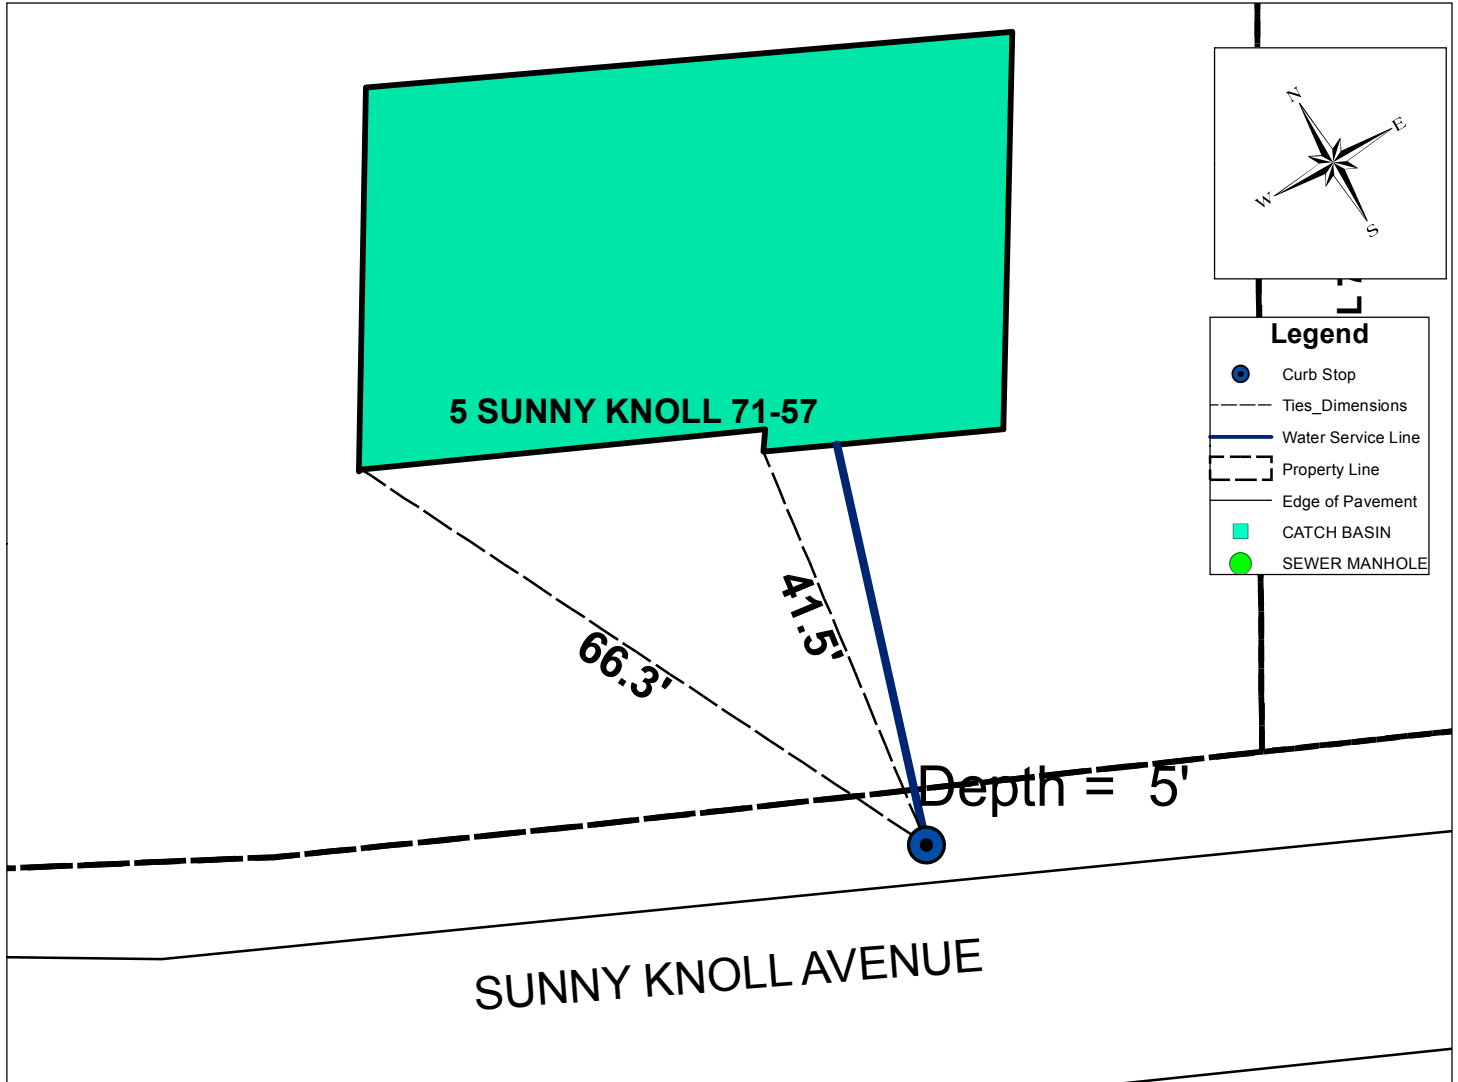 N
E
W
S
L 7
Legend
Curb Stop
Ties_Dimensions
Water Service Line
Property Line
Edge of Pavement
CATCH BASIN
SEWER MANHOLE
5 SUNNY KNOLL 71-57
41.5'
66.3'
Depth = 5'
SUNNY KNOLL AVENUE